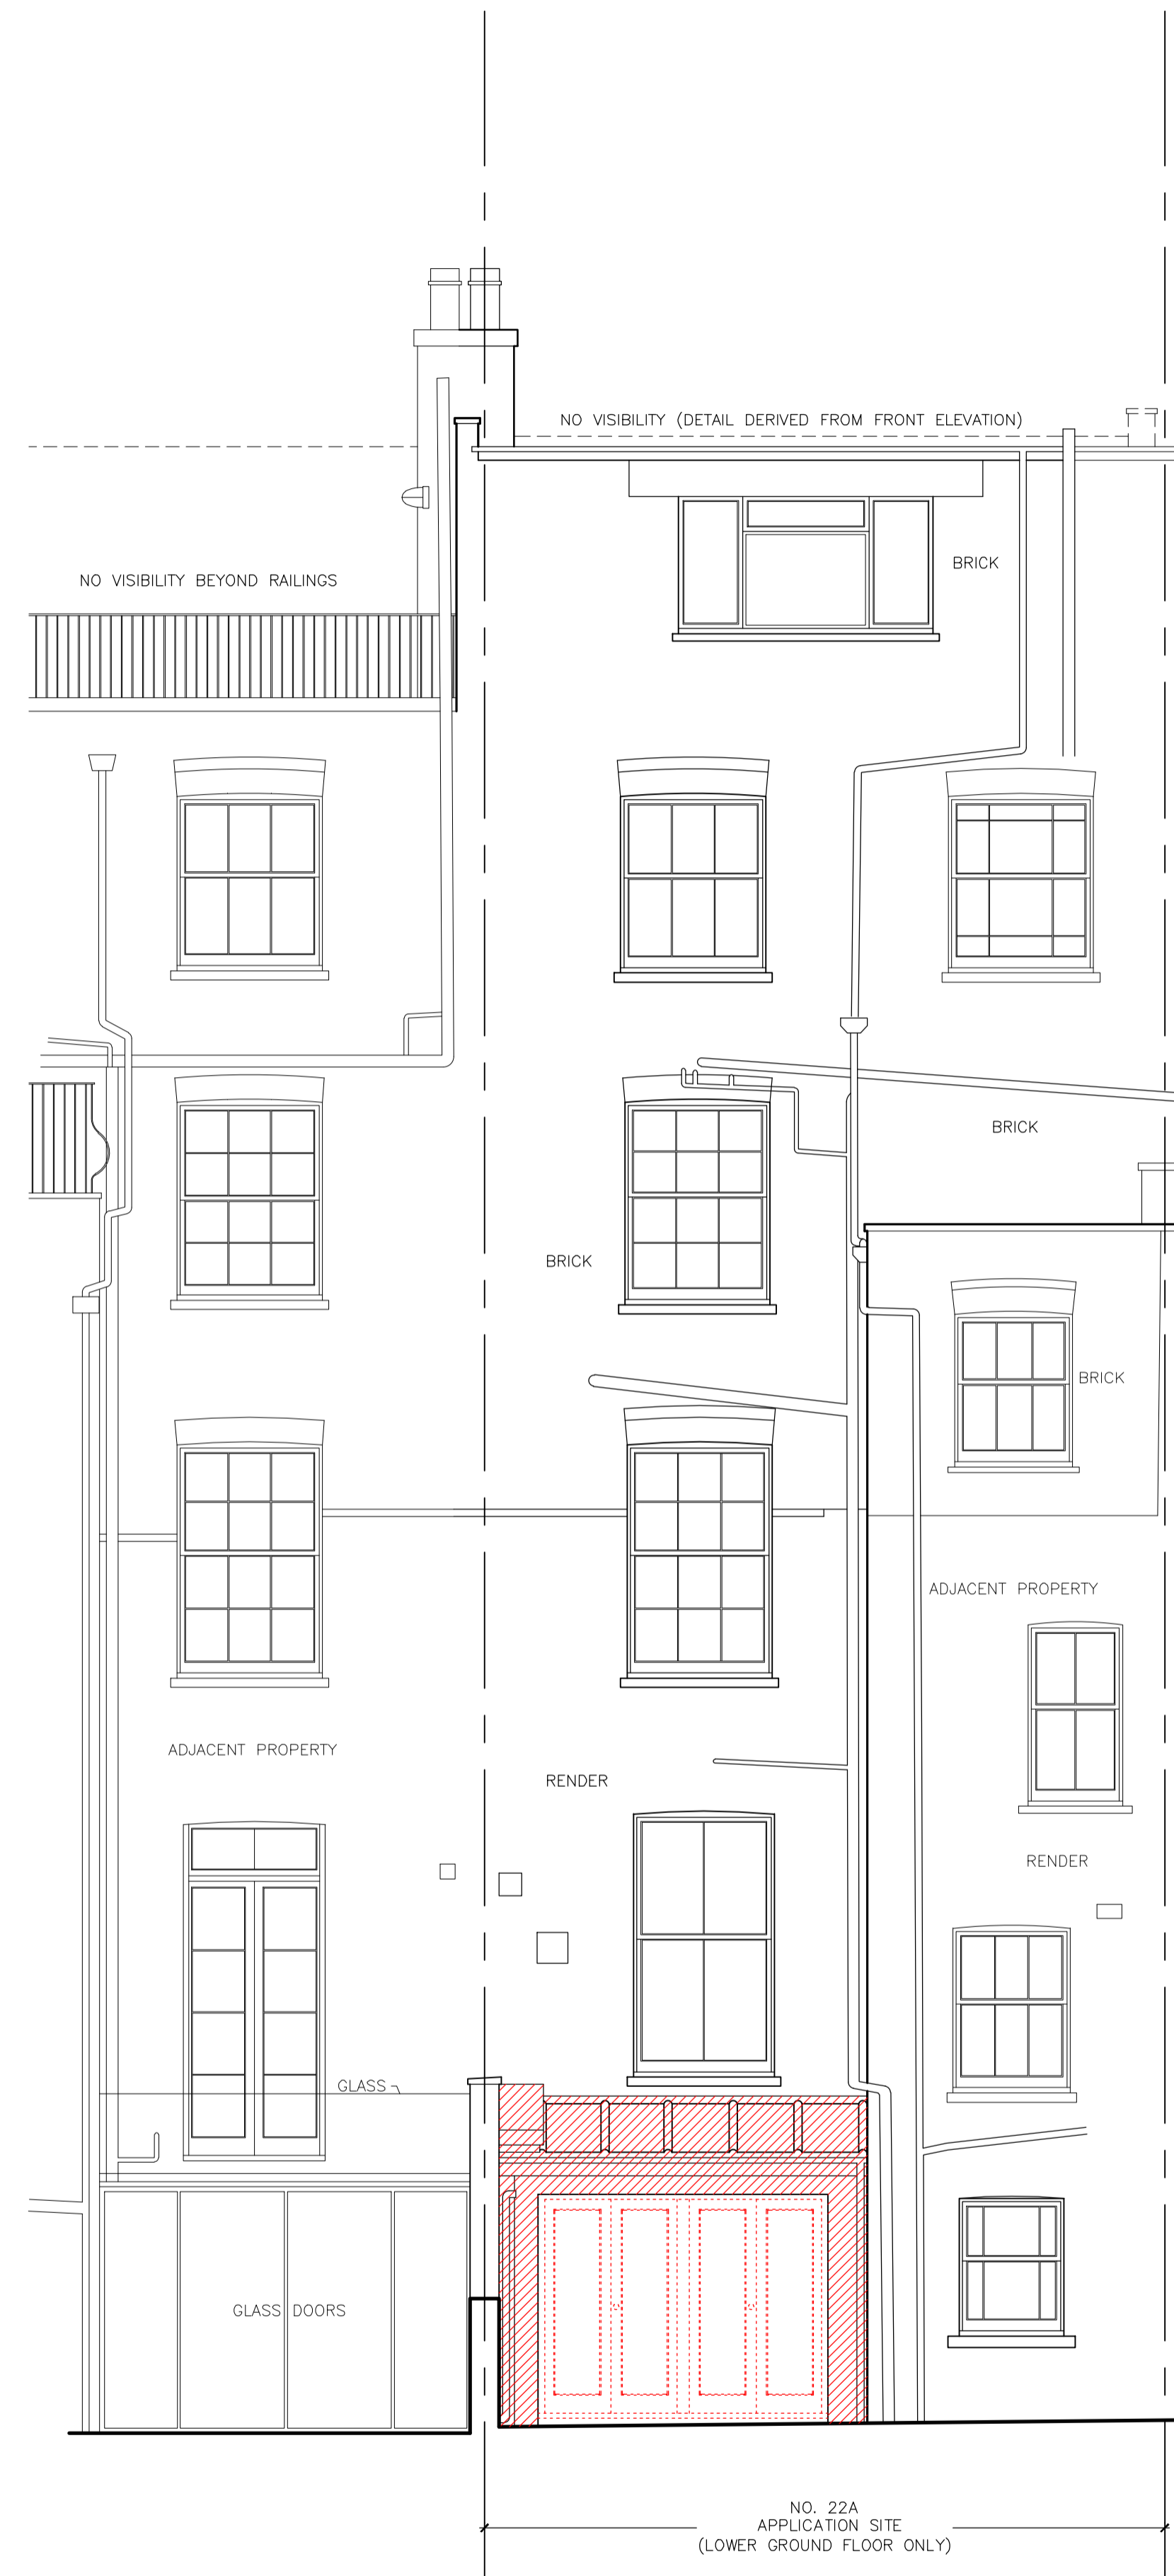 NO VISIBILITY (DETAIL DERIVED FROM FRONT ELEVATION)
BRICK
NO VISIBILITY BEYOND RAILINGS
BRICK
BRICK
BRICK
ADJACENT PROPERTY
ADJACENT PROPERTY
RENDER
RENDER
GLASS
GLASS DOORS
NO. 22A
APPLICATION SITE
(LOWER GROUND FLOOR ONLY)